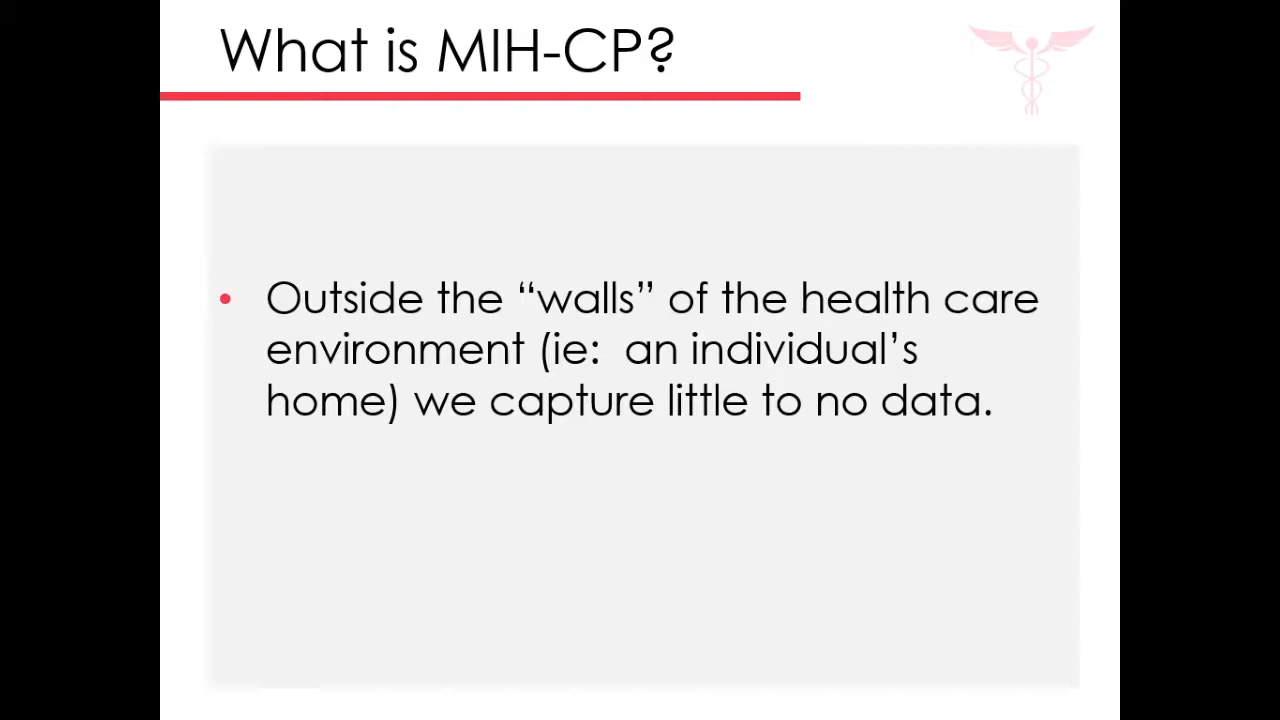 What is MIH-CP?
• Outside the “walls” of the health care
environment (ie:  an individual’s
home) we capture little to no data.